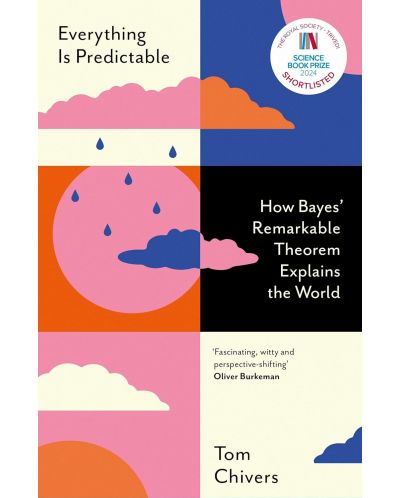 Everything
Is Predictable
THE ROYAL SOCIETY · TRIVEDI
SCIENCE
BOOK PRIZE
2024
SHORTLISTED
How Bayes'
Remarkable
Theorem
Explains
the World
'Fascinating, witty and
perspective-shifting'
Oliver Burkeman
Tom
Chivers